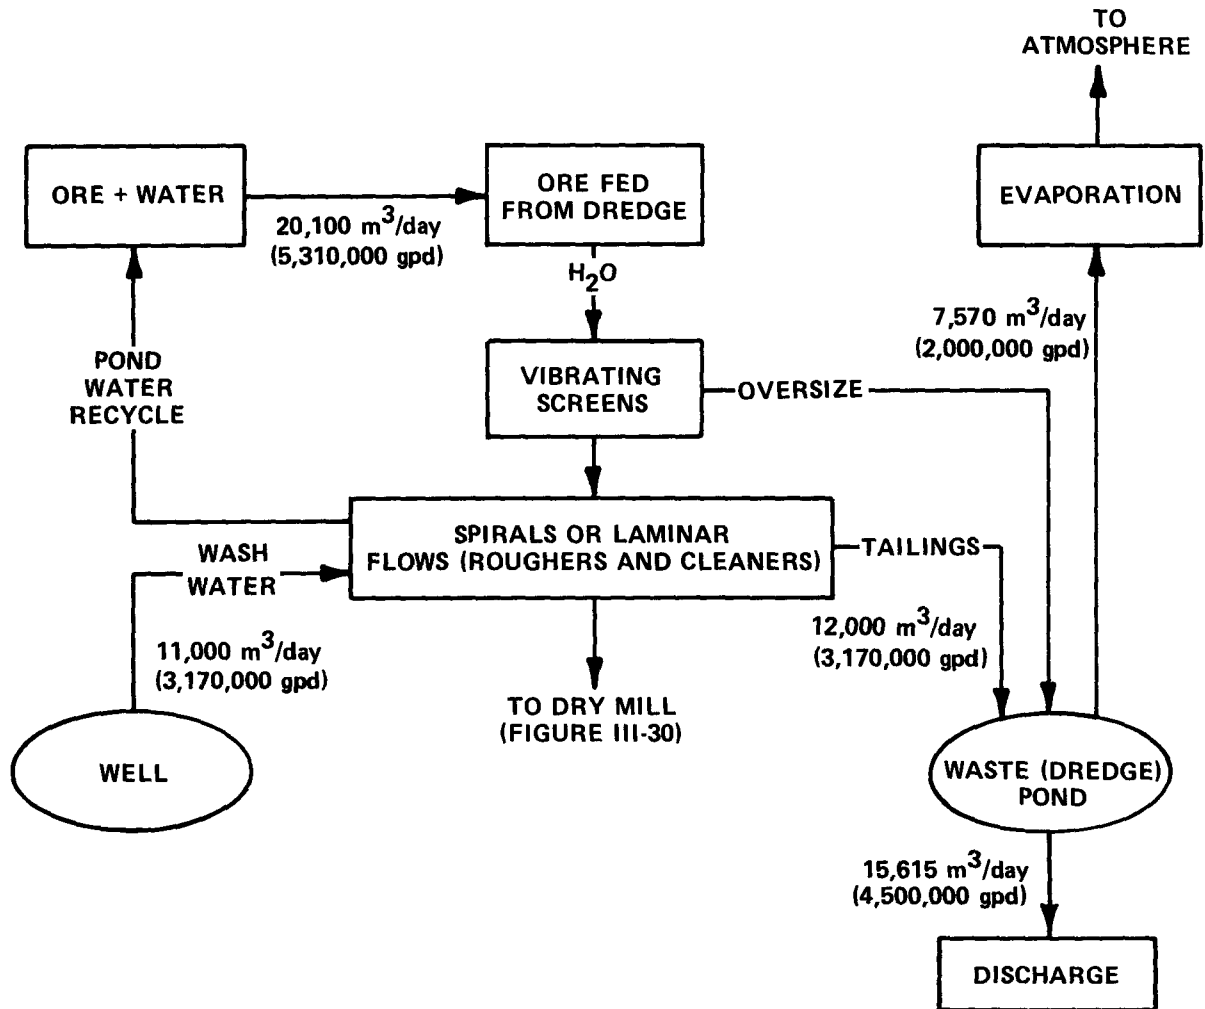 TO
ATMOSPHERE
ORE + WATER
20,100 m³/day
(5,310,000 gpd)
ORE FED
FROM DREDGE
EVAPORATION
H₂O
7,570 m³/day
(2,000,000 gpd)
POND
WATER
RECYCLE
VIBRATING
SCREENS
OVERSIZE
SPIRALS OR LAMINAR
FLOWS (ROUGHERS AND CLEANERS)
TAILINGS
WASH
WATER
11,000 m³/day
(3,170,000 gpd)
12,000 m³/day
(3,170,000 gpd)
TO DRY MILL
(FIGURE III-30)
WELL
WASTE (DREDGE)
POND
15,615 m³/day
(4,500,000 gpd)
DISCHARGE